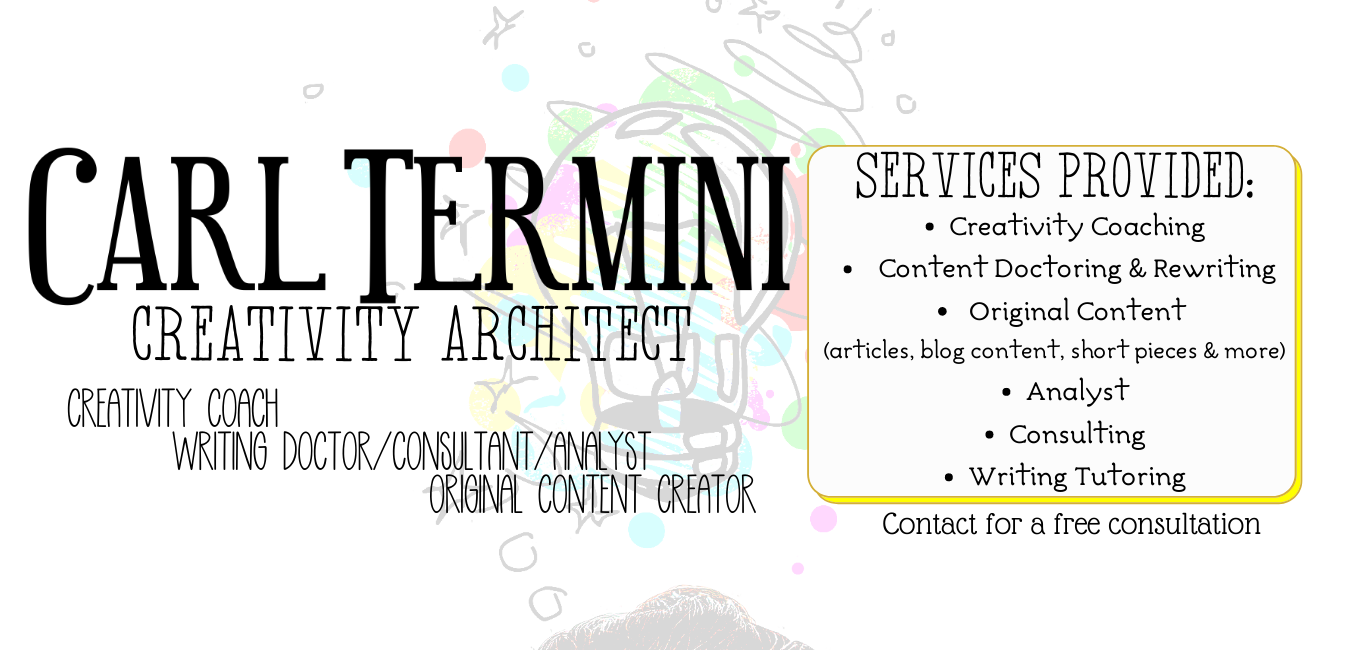 CARL TERMINI
CREATIVITY ARCHITECT
CREATIVITY COACH
WRITING DOCTOR/CONSULTANT/ANALYST
ORIGINAL CONTENT CREATOR
SERVICES PROVIDED:
• Creativity Coaching
• Content Doctoring & Rewriting
• Original Content
(articles, blog content, short pieces & more)
• Analyst
• Consulting
• Writing Tutoring
Contact for a free consultation